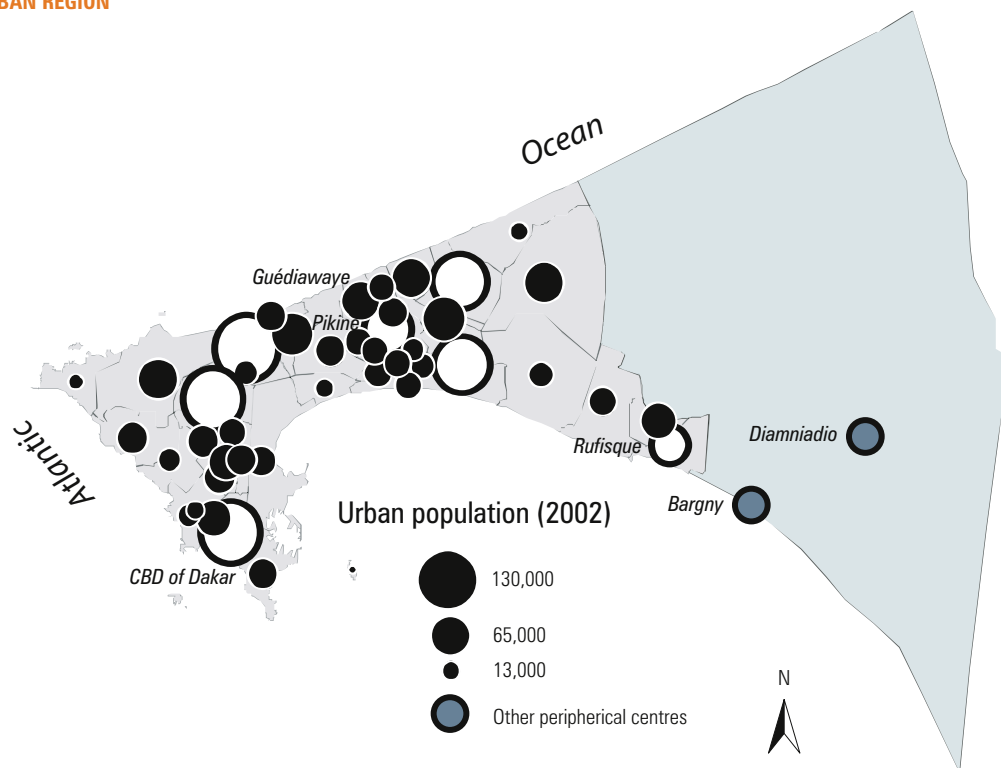 BAN REGION
Ocean
Guédiawaye
Pikine
Atlantic
Rufisque
Diamniadio
Bargny
CBD of Dakar
Urban population (2002)
130,000
65,000
13,000
Other peripherical centres
N